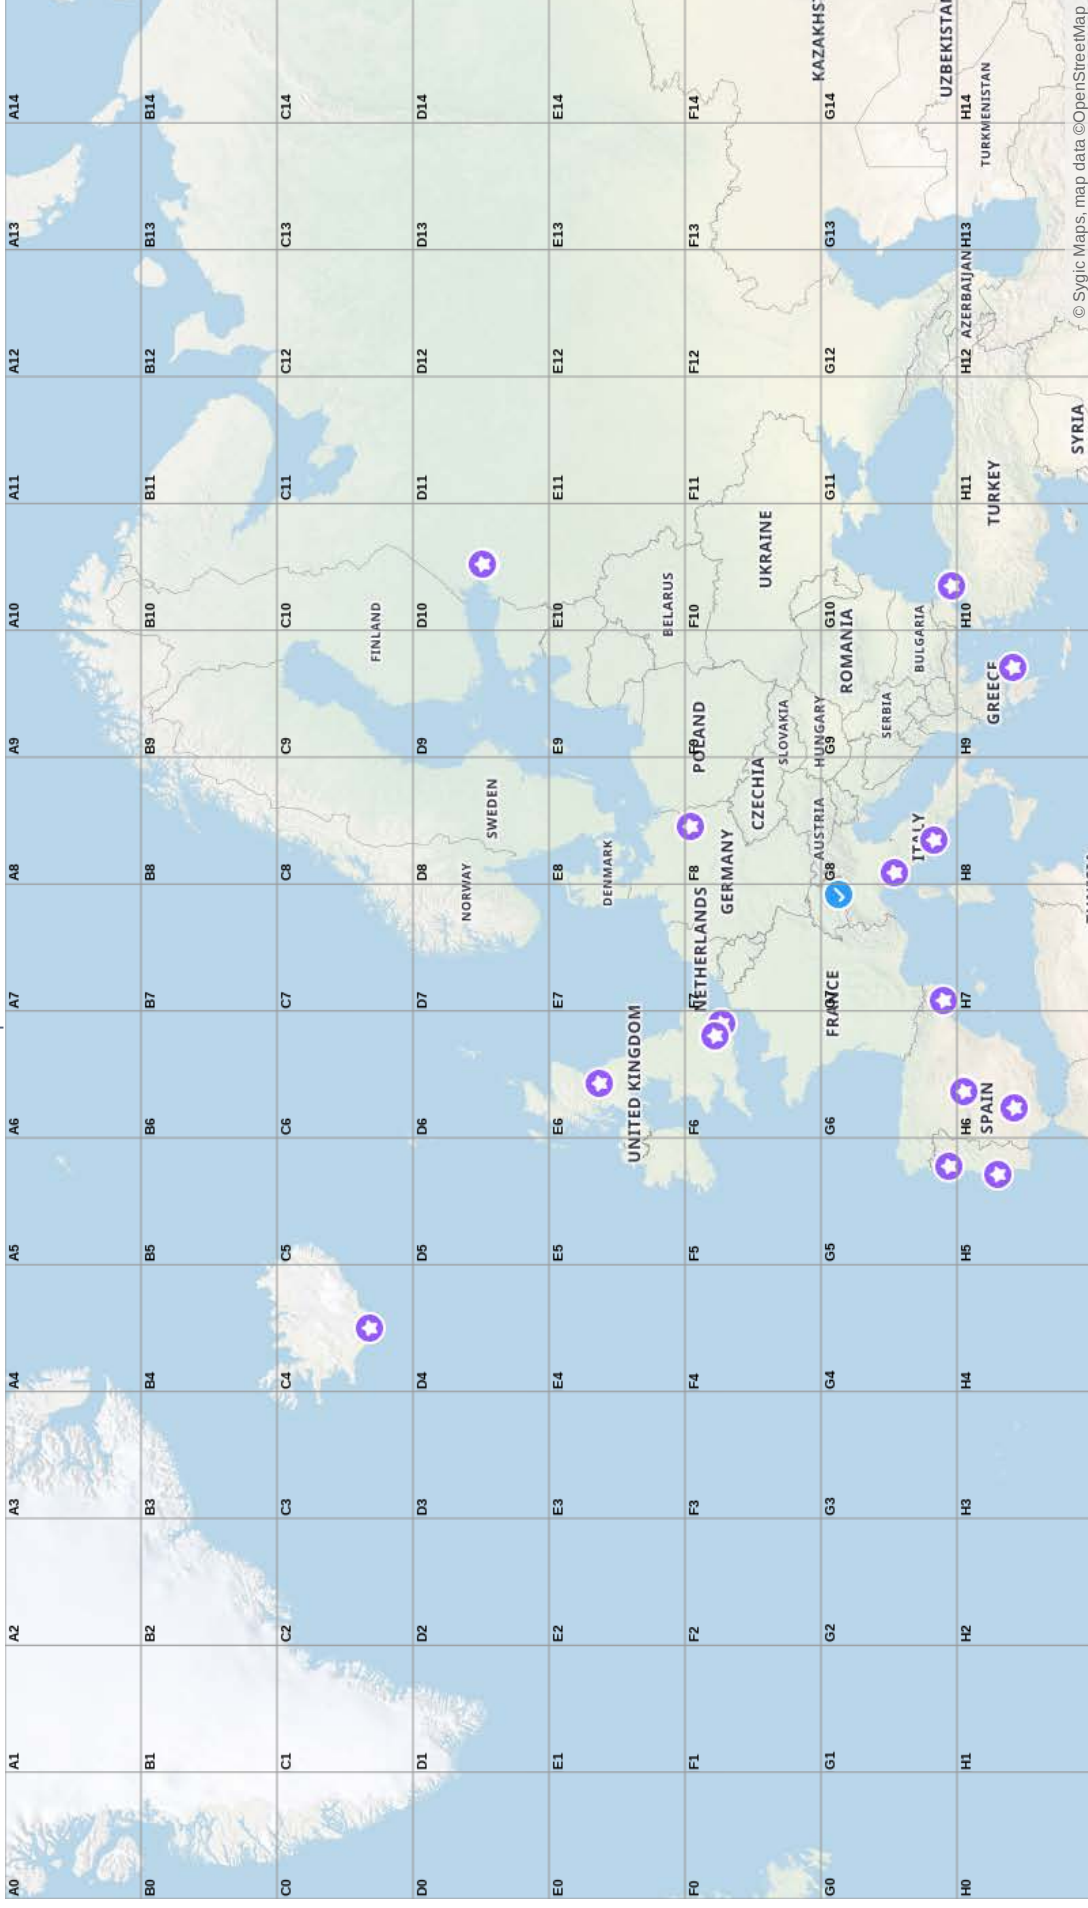 A0 A1 A2 A3 A4 A5 A6 A7 A8 A9 A10 A11 A12 A13 A14
B0 B1 B2 B3 B4 B5 B6 B7 B8 B9 B10 B11 B12 B13 B14
C0 C1 C2 C3 C4 C5 C6 C7 C8 C9 C10 C11 C12 C13 C14
FINLAND
D0 D1 D2 D3 D4 D5 D6 D7 D8 D9 D10 D11 D12 D13 D14
NORWAY
SWEDEN
E0 E1 E2 E3 E4 E5 E6 E7 E8 E9 E10 E11 E12 E13 E14
DENMARK
UNITED KINGDOM
BELARUS
F0 F1 F2 F3 F4 F5 F6 F7 F8 F9 F10 F11 F12 F13 F14
NETHERLANDS
POLAND
GERMANY
CZECHIA
UKRAINE
SLOVAKIA
AUSTRIA
HUNGARY
KAZAKHST
G0 G1 G2 G3 G4 G5 G6 G7 G8 G9 G10 G11 G12 G13 G14
FRANCE
ROMANIA
SERBIA
ITALY
BULGARIA
UZBEKISTAN
H0 H1 H2 H3 H4 H5 H6 H7 H8 H9 H10 H11 H12 H13 H14
AZERBAIJAN
TURKMENISTAN
SPAIN
GREECE
TURKEY
SYRIA
© Sygic Maps, map data ©OpenStreetMap